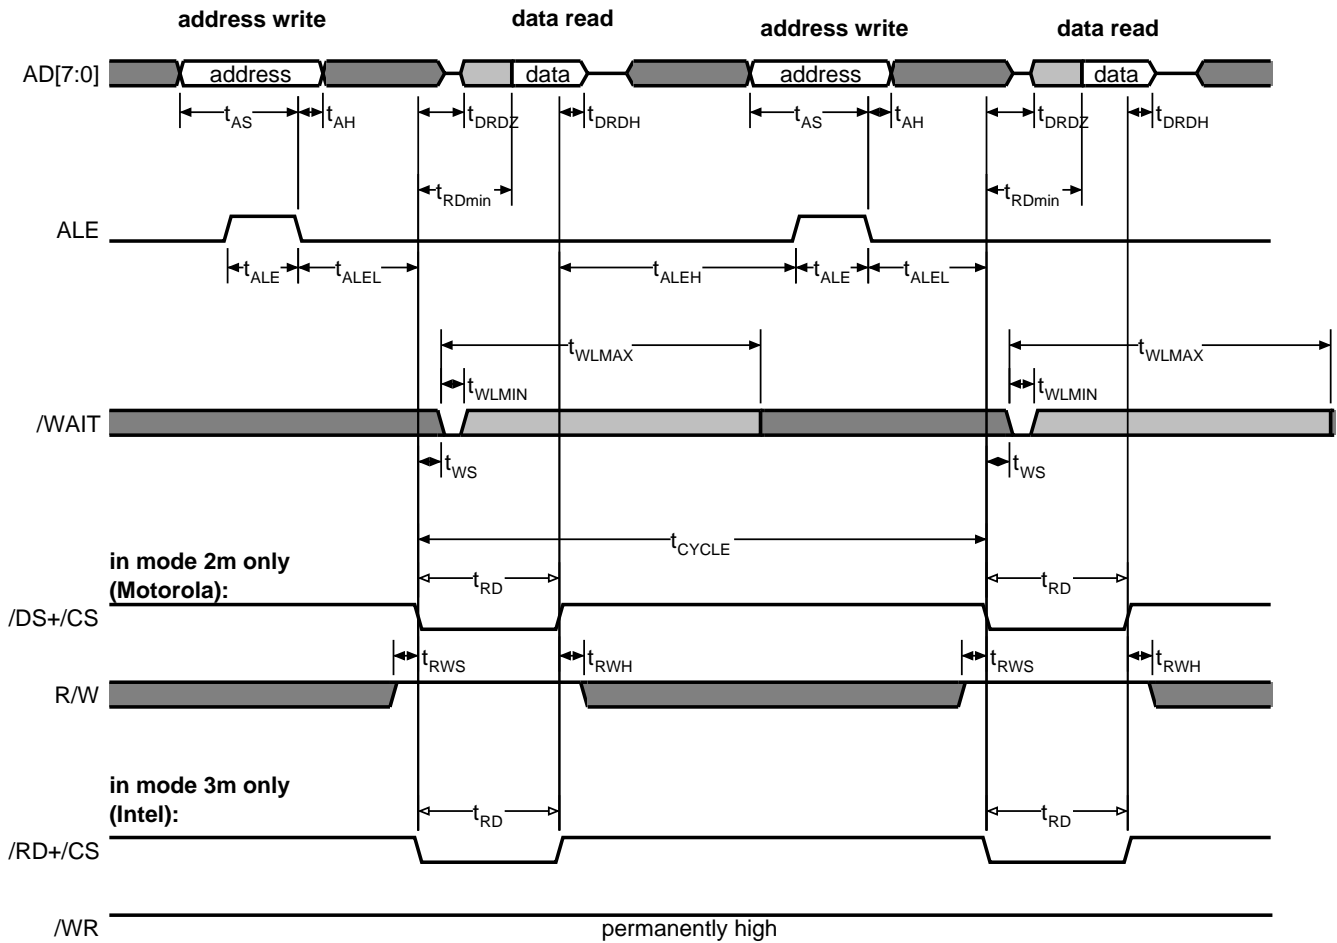 address write data read address write data read
AD[7:0] address data address data
tAS tAH tDRDZ tDRDH tAS tAH tDRDZ tDRDH
tRDmin tRDmin
ALE
tALE tALEL tALEH tALE tALEL
tWLMAX tWLMAX
tWLMIN tWLMIN
/WAIT
tWS tWS
tCYCLE
in mode 2m only
(Motorola): tRD tRD
/DS+/CS
tRWS tRWH tRWS tRWH
R/W
in mode 3m only
(Intel): tRD tRD
/RD+/CS
/WR permanently high